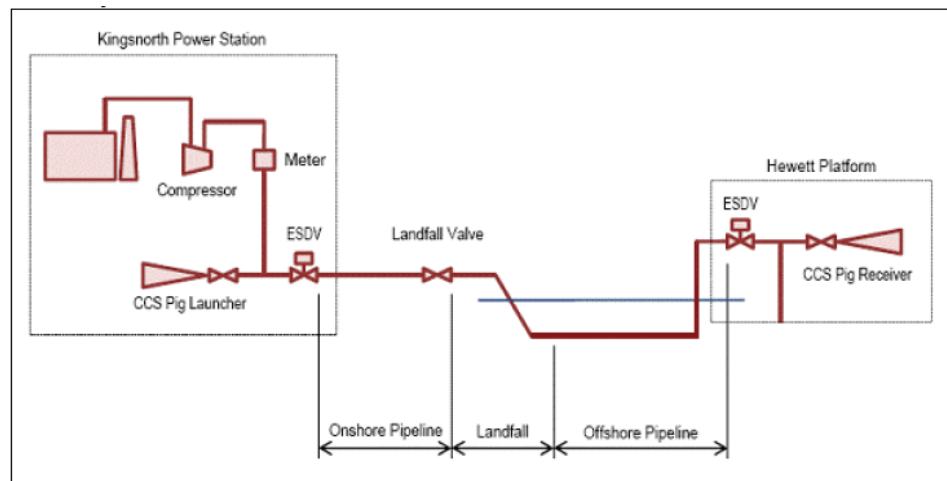 Kingsnorth Power Station
Meter
Compressor
Hewett Platform
ESDV
ESDV
Landfall Valve
CCS Pig Receiver
CCS Pig Launcher
Onshore Pipeline
Landfall
Offshore Pipeline